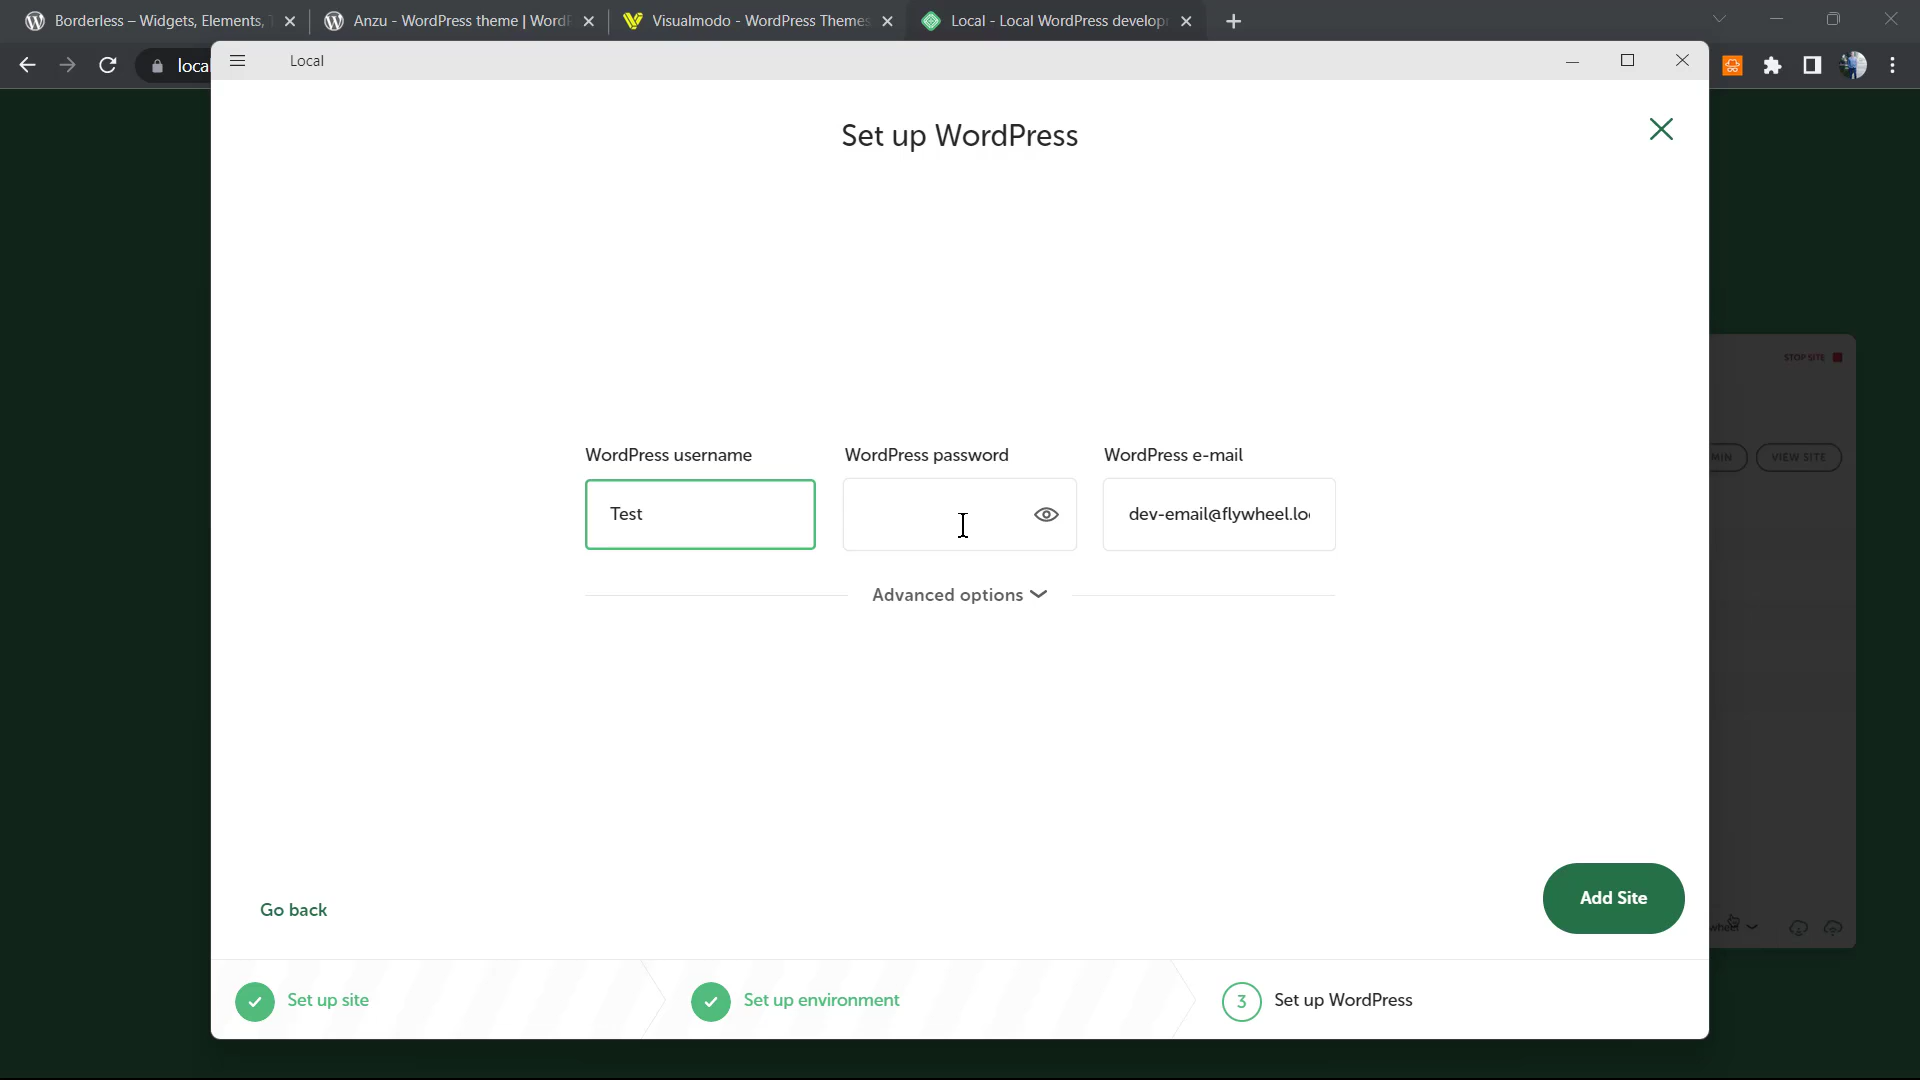 Borderless – Widgets, Elements,
Anzu - WordPress theme | Word
Visualmodo - WordPress Themes
Local - Local WordPress develop
Local
Set up WordPress
STOP SITE
VIEW SITE
WordPress username
WordPress password
WordPress e-mail
Test
dev-email@flywheel.lo
Advanced options
Go back
Add Site
Set up site
Set up environment
3
Set up WordPress